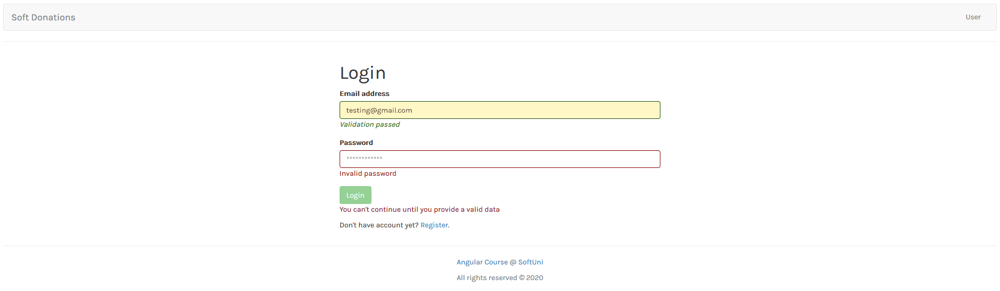 Soft Donations User
Login
Email address
testing@gmail.com
Validation passed
Password
************
Invalid password
Login
You can't continue until you provide a valid data
Don't have account yet? Register.
Angular Course @ SoftUni
All rights reserved © 2020